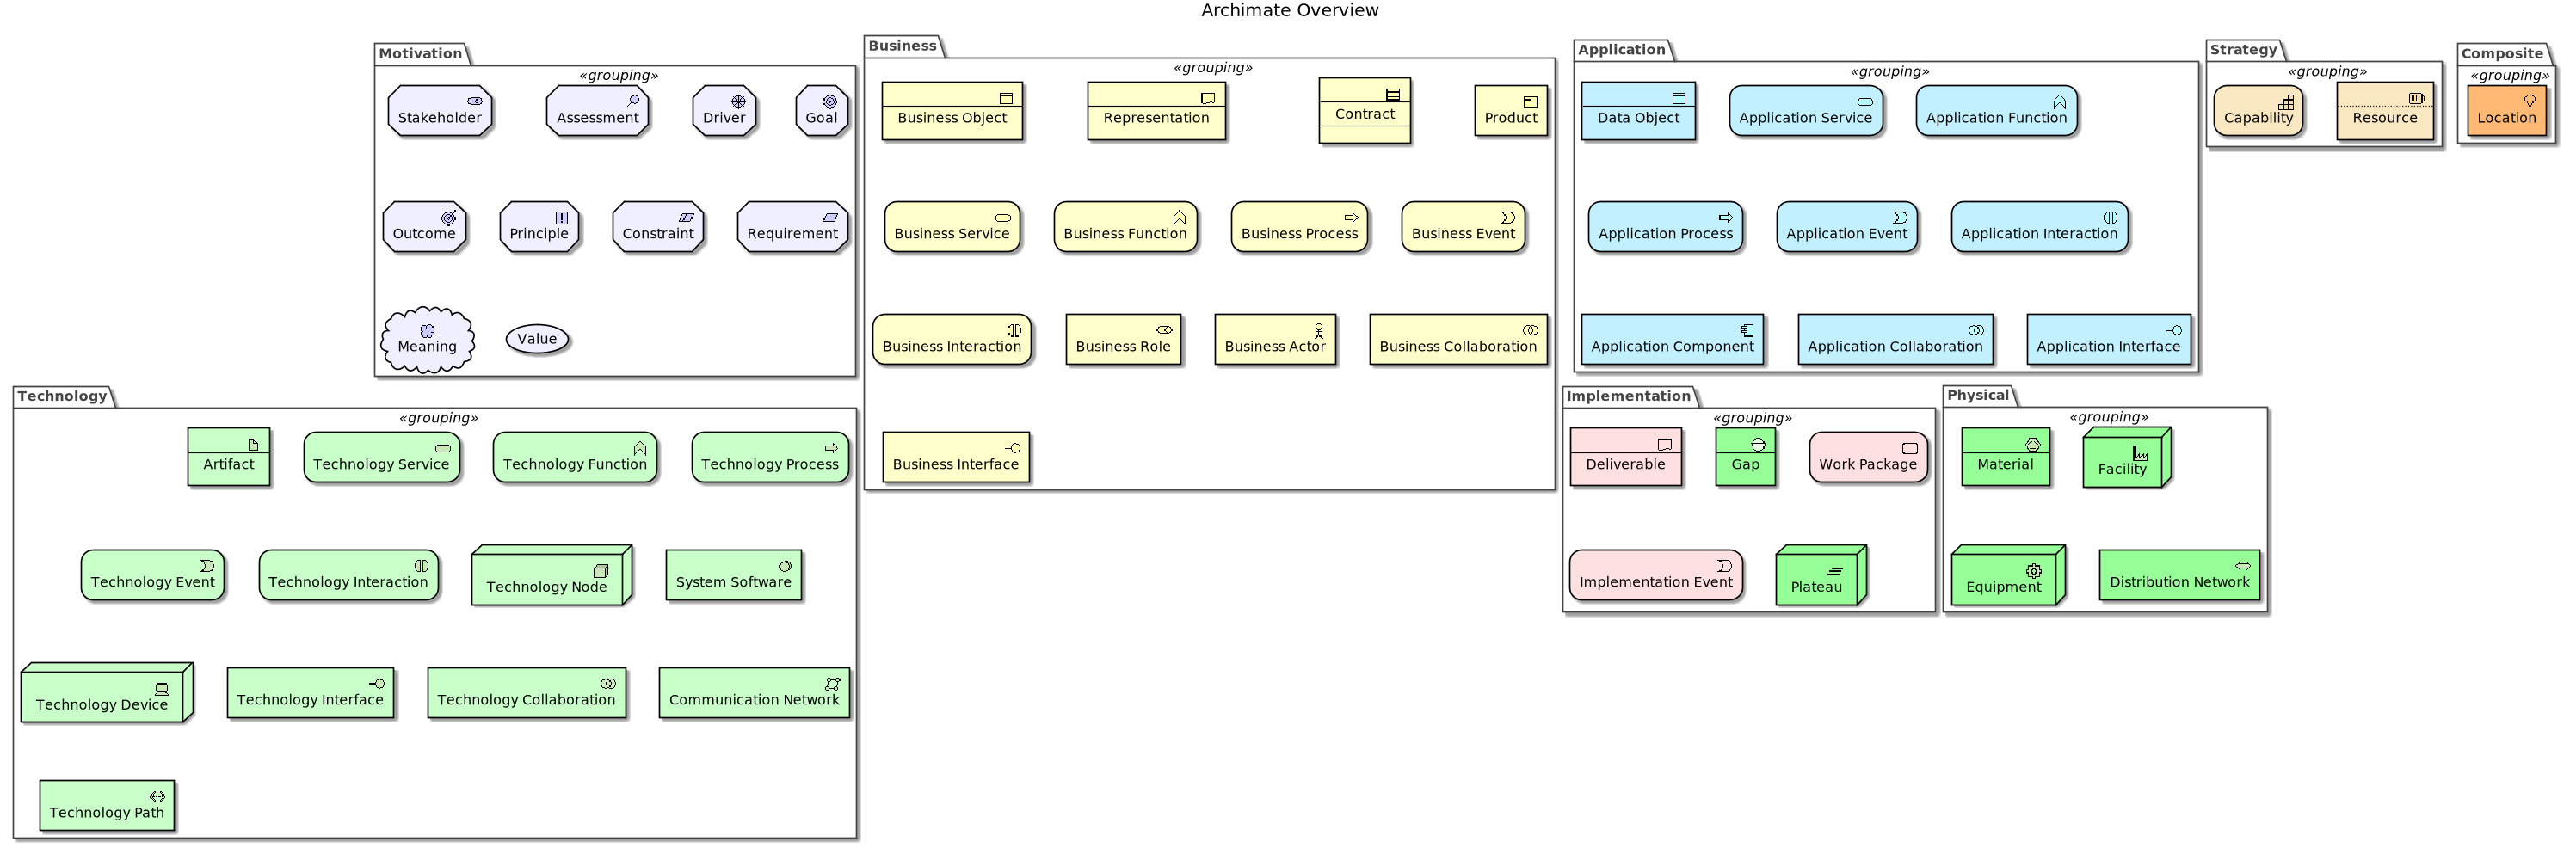 Archimate Overview
Motivation
«grouping»
Stakeholder
Assessment
Driver
Goal
Outcome
Principle
Constraint
Requirement
Meaning
Value
Business
«grouping»
Business Object
Representation
Contract
Product
Business Service
Business Function
Business Process
Business Event
Business Interaction
Business Role
Business Actor
Business Collaboration
Business Interface
Application
«grouping»
Data Object
Application Service
Application Function
Application Process
Application Event
Application Interaction
Application Component
Application Collaboration
Application Interface
Strategy
«grouping»
Capability
Resource
Composite
«grouping»
Location
Technology
«grouping»
Artifact
Technology Service
Technology Function
Technology Process
Technology Event
Technology Interaction
Technology Node
System Software
Technology Device
Technology Interface
Technology Collaboration
Communication Network
Technology Path
Implementation
«grouping»
Deliverable
Gap
Work Package
Implementation Event
Plateau
Physical
«grouping»
Material
Facility
Equipment
Distribution Network